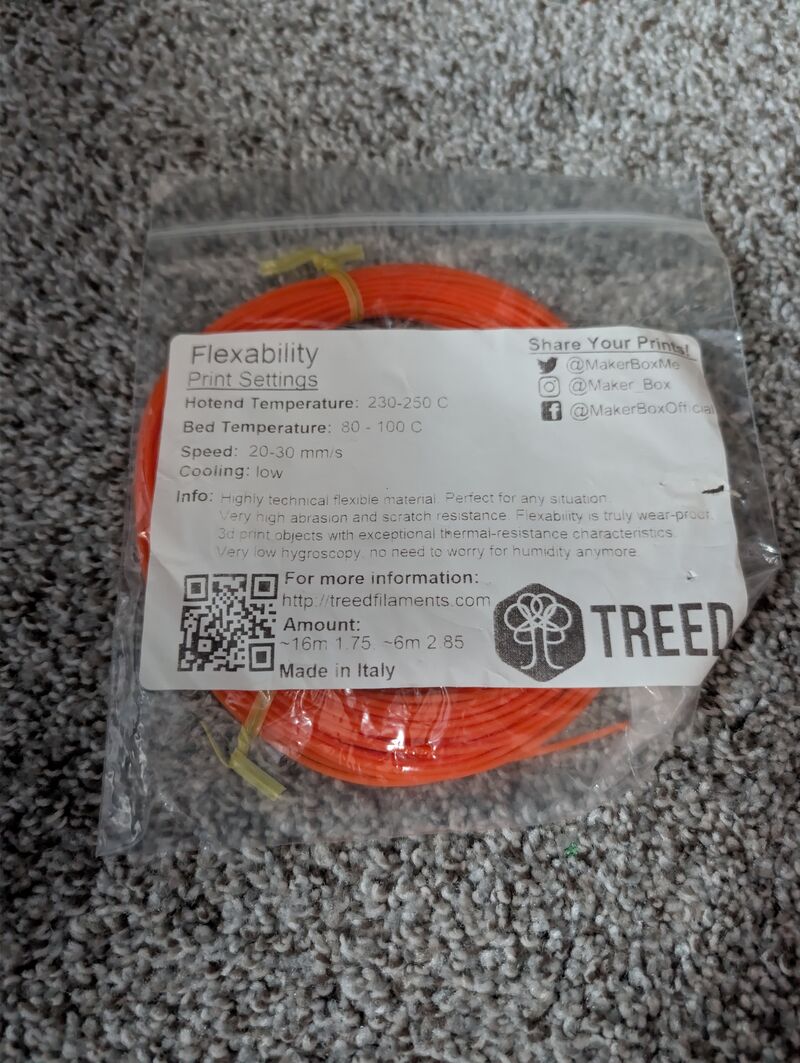 Flexability
Print Settings
Hotend Temperature: 230-250 C
Bed Temperature: 80 - 100 C
Speed: 20-30 mm/s
Cooling: low
Share Your Prints!
@MakerBoxMe
@Maker_Box
@MakerBoxOfficial
Info: Highly technical flexible material. Perfect for any situation.
Very high abrasion and scratch resistance. Flexability is truly wear-proof.
3d print objects with exceptional thermal-resistance characteristics.
Very low hygroscopy, no need to worry for humidity anymore.
For more information:
http://treedfilaments.com
Amount:
~16m 1.75, ~6m 2.85
Made in Italy
TREED